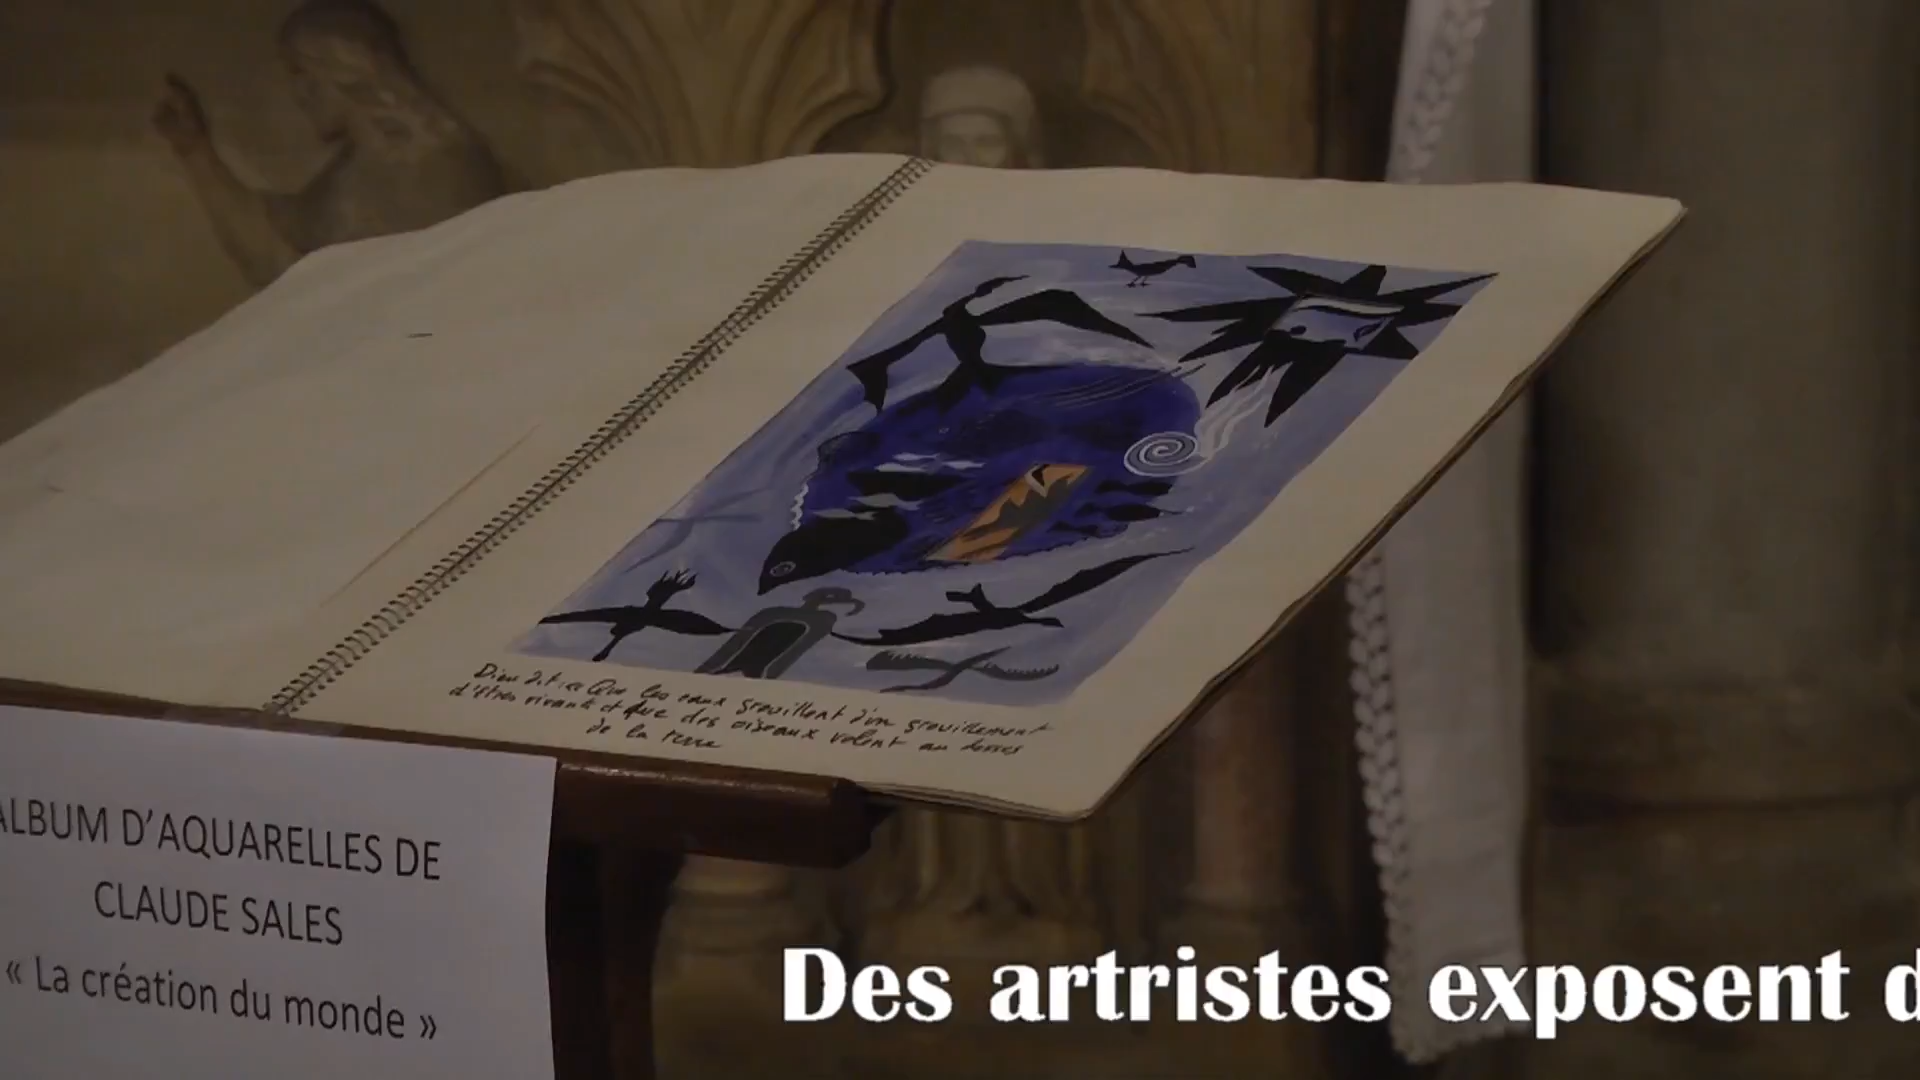 Dieu dit : « Que les eaux grouillent d'un grouillement
d'êtres vivants et que des oiseaux volent au dessus
de la terre
ALBUM D'AQUARELLES DE
CLAUDE SALES
« La création du monde »
Des artristes exposent d